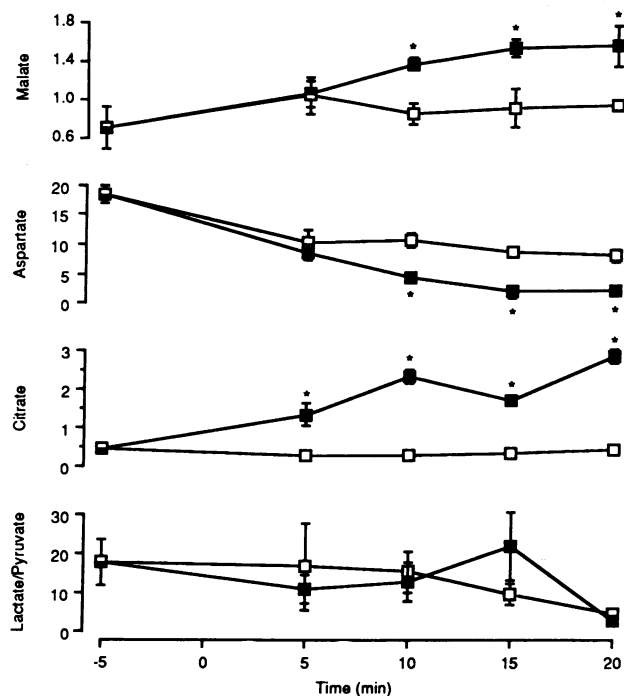 Malate
1.8
1.4
1.0
0.6
* * *
Aspartate
20
15
10
5
0
* * *
Citrate
3
2
1
0
* * * *
Lactate/Pyruvate
30
20
10
0
-5 0 5 10 15 20
Time (min)